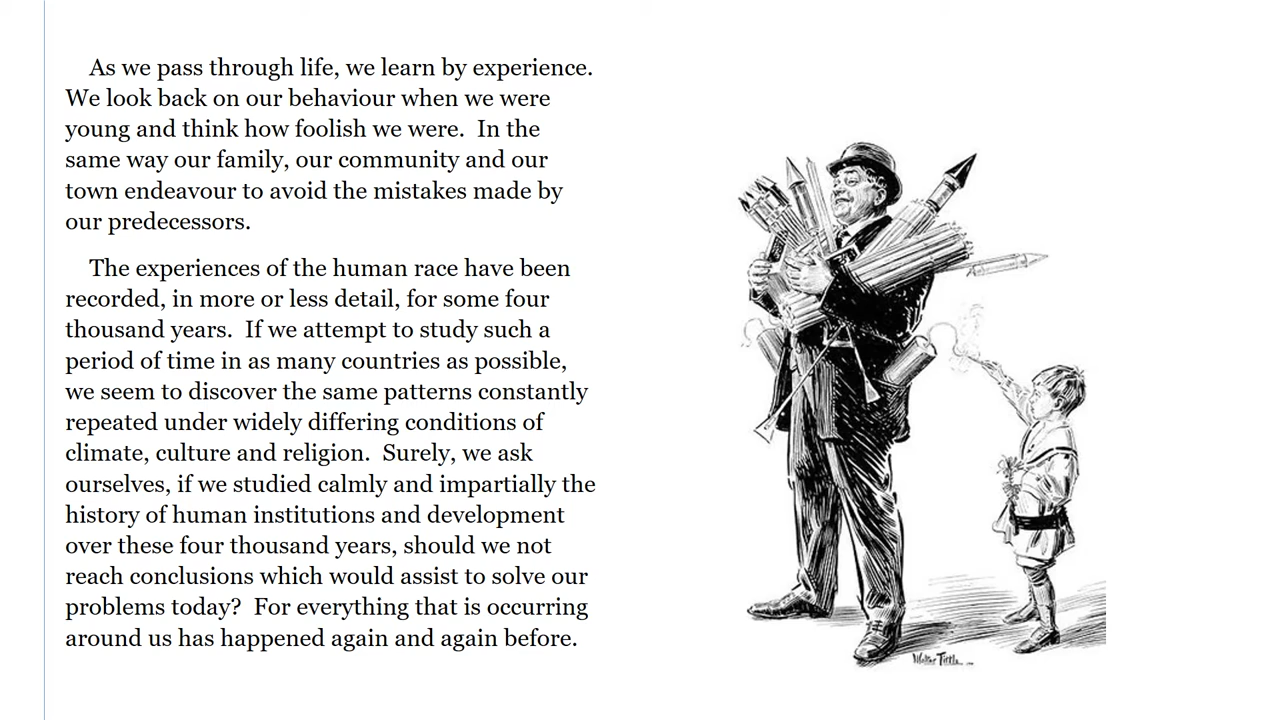 As we pass through life, we learn by experience.
We look back on our behaviour when we were
young and think how foolish we were.  In the
same way our family, our community and our
town endeavour to avoid the mistakes made by
our predecessors.
The experiences of the human race have been
recorded, in more or less detail, for some four
thousand years.  If we attempt to study such a
period of time in as many countries as possible,
we seem to discover the same patterns constantly
repeated under widely differing conditions of
climate, culture and religion.  Surely, we ask
ourselves, if we studied calmly and impartially the
history of human institutions and development
over these four thousand years, should we not
reach conclusions which would assist to solve our
problems today?  For everything that is occurring
around us has happened again and again before.
Walter Tittle